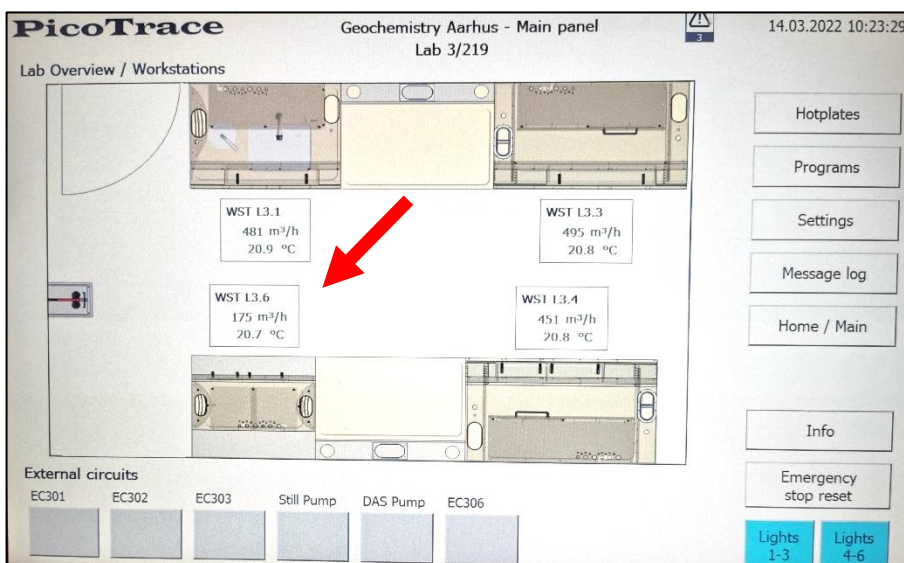 PicoTrace
Geochemistry Aarhus - Main panel
Lab 3/219
3
14.03.2022 10:23:29
Lab Overview / Workstations
Hotplates
Programs
Settings
Message log
Home / Main
Info
Emergency
stop reset
Lights
1-3
Lights
4-6
WST L3.1
481 m³/h
20.9 °C
WST L3.3
495 m³/h
20.8 °C
WST L3.6
175 m³/h
20.7 °C
WST L3.4
451 m³/h
20.8 °C
External circuits
EC301
EC302
EC303
Still Pump
DAS Pump
EC306